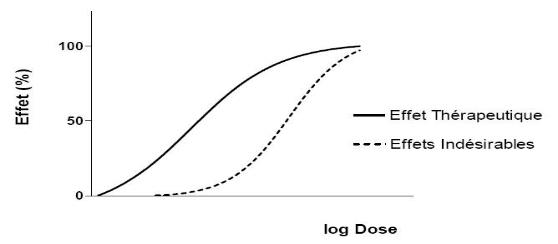 Effet (%)
100
50
0
Effet Thérapeutique
Effets Indésirables
log Dose